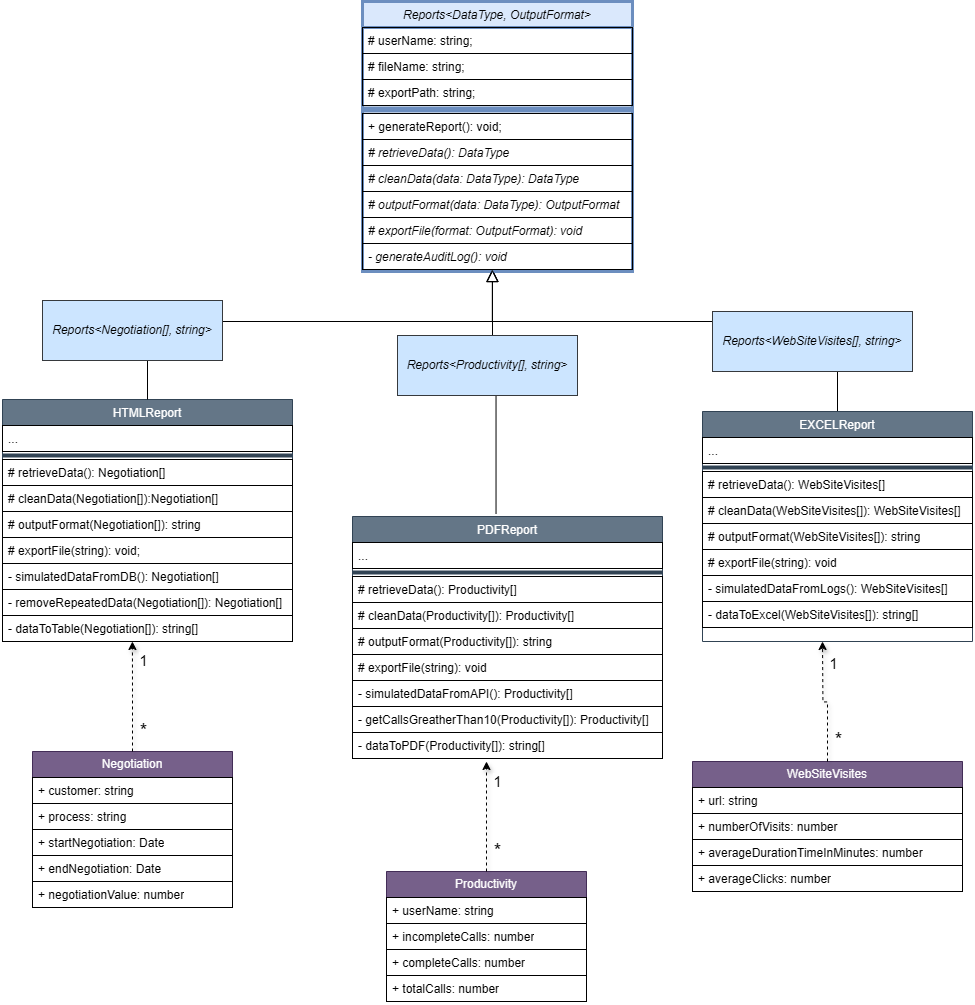 Reports<DataType, OutputFormat>
# userName: string;
# fileName: string;
# exportPath: string;
+ generateReport(): void;
# retrieveData(): DataType
# cleanData(data: DataType): DataType
# outputFormat(data: DataType): OutputFormat
# exportFile(format: OutputFormat): void
- generateAuditLog(): void
Reports<Negotiation[], string>
Reports<Productivity[], string>
Reports<WebSiteVisites[], string>
HTMLReport
...
# retrieveData(): Negotiation[]
# cleanData(Negotiation[]):Negotiation[]
# outputFormat(Negotiation[]): string
# exportFile(string): void;
- simulatedDataFromDB(): Negotiation[]
- removeRepeatedData(Negotiation[]): Negotiation[]
- dataToTable(Negotiation[]): string[]
1
*
Negotiation
+ customer: string
+ process: string
+ startNegotiation: Date
+ endNegotiation: Date
+ negotiationValue: number
PDFReport
...
# retrieveData(): Productivity[]
# cleanData(Productivity[]): Productivity[]
# outputFormat(Productivity[]): string
# exportFile(string): void
- simulatedDataFromAPI(): Productivity[]
- getCallsGreatherThan10(Productivity[]): Productivity[]
- dataToPDF(Productivity[]): string[]
1
*
Productivity
+ userName: string
+ incompleteCalls: number
+ completeCalls: number
+ totalCalls: number
EXCELReport
...
# retrieveData(): WebSiteVisites[]
# cleanData(WebSiteVisites[]): WebSiteVisites[]
# outputFormat(WebSiteVisites[]): string
# exportFile(string): void
- simulatedDataFromLogs(): WebSiteVisites[]
- dataToExcel(WebSiteVisites[]): string[]
1
*
WebSiteVisites
+ url: string
+ numberOfVisits: number
+ averageDurationTimeInMinutes: number
+ averageClicks: number